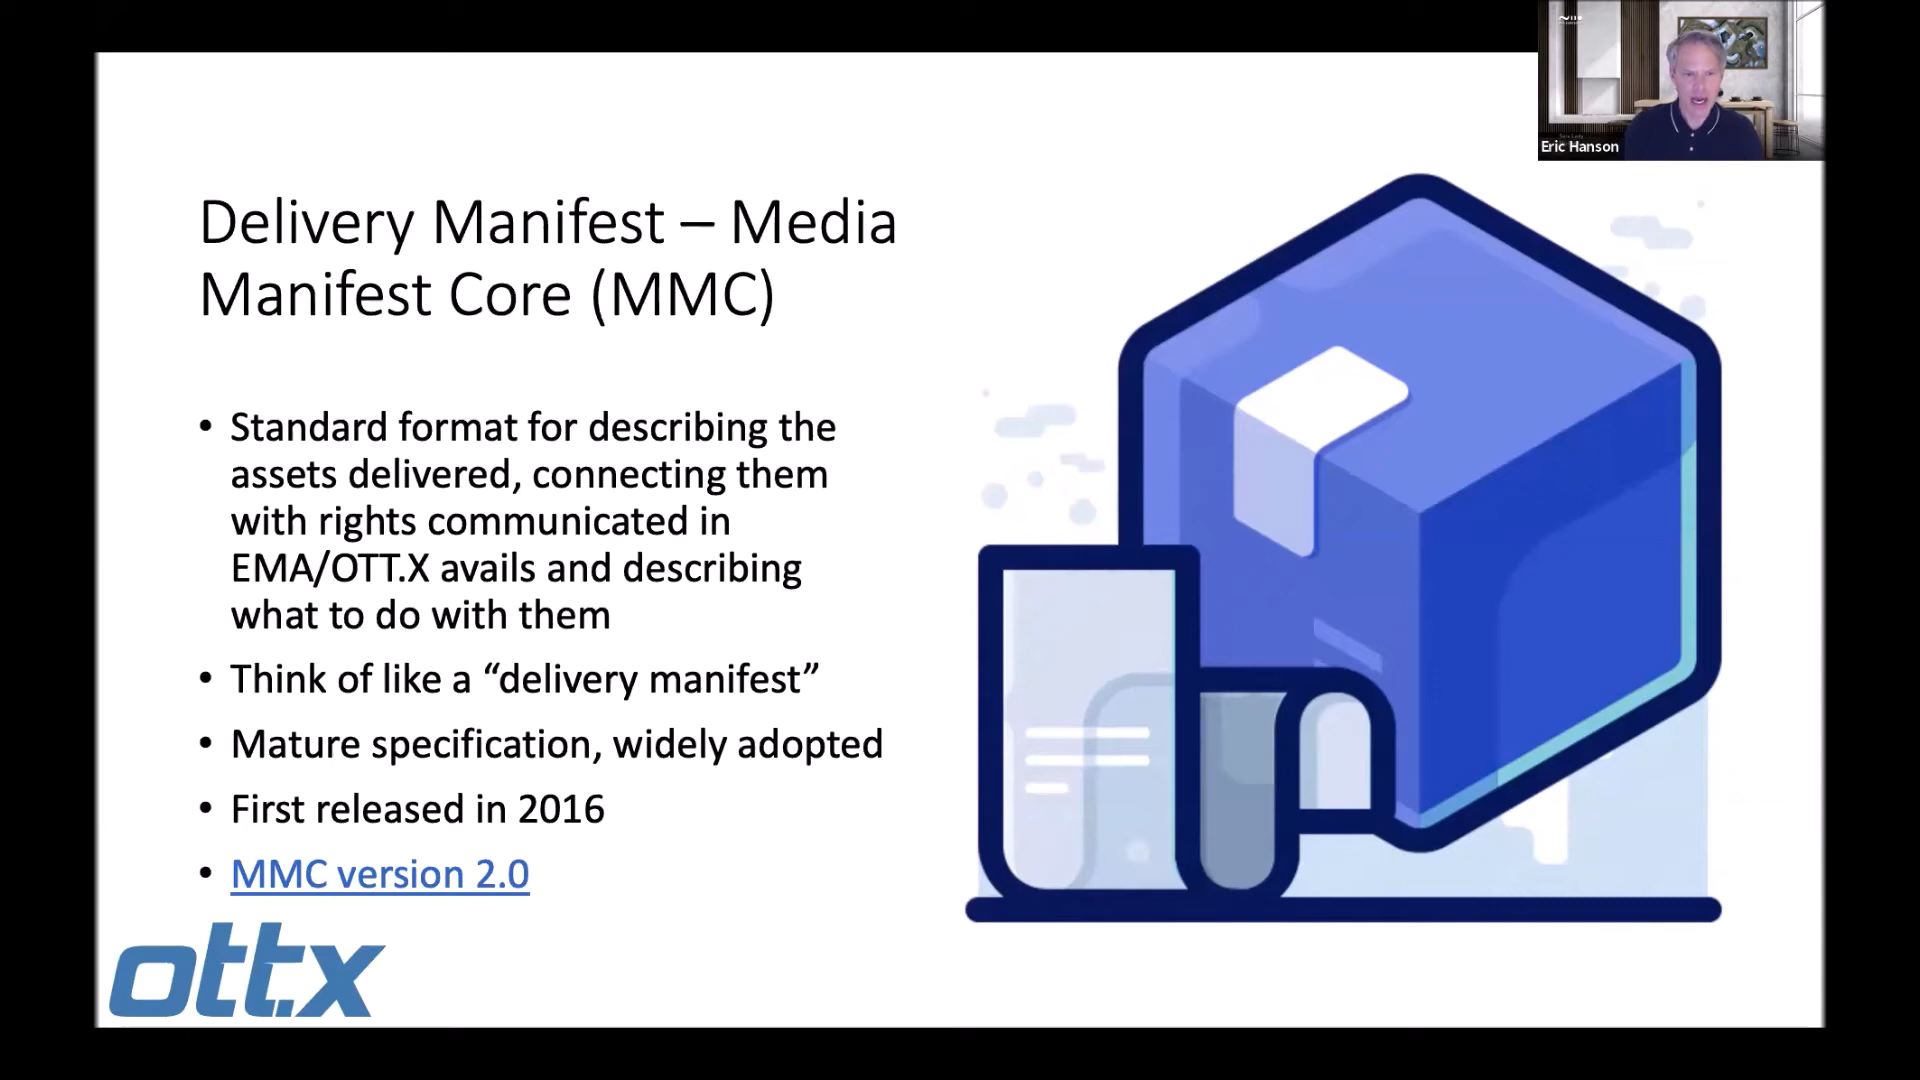 Eric Hanson
Delivery Manifest – Media
Manifest Core (MMC)
• Standard format for describing the
assets delivered, connecting them
with rights communicated in
EMA/OTT.X avails and describing
what to do with them
• Think of like a “delivery manifest”
• Mature specification, widely adopted
• First released in 2016
• MMC version 2.0
ott.x